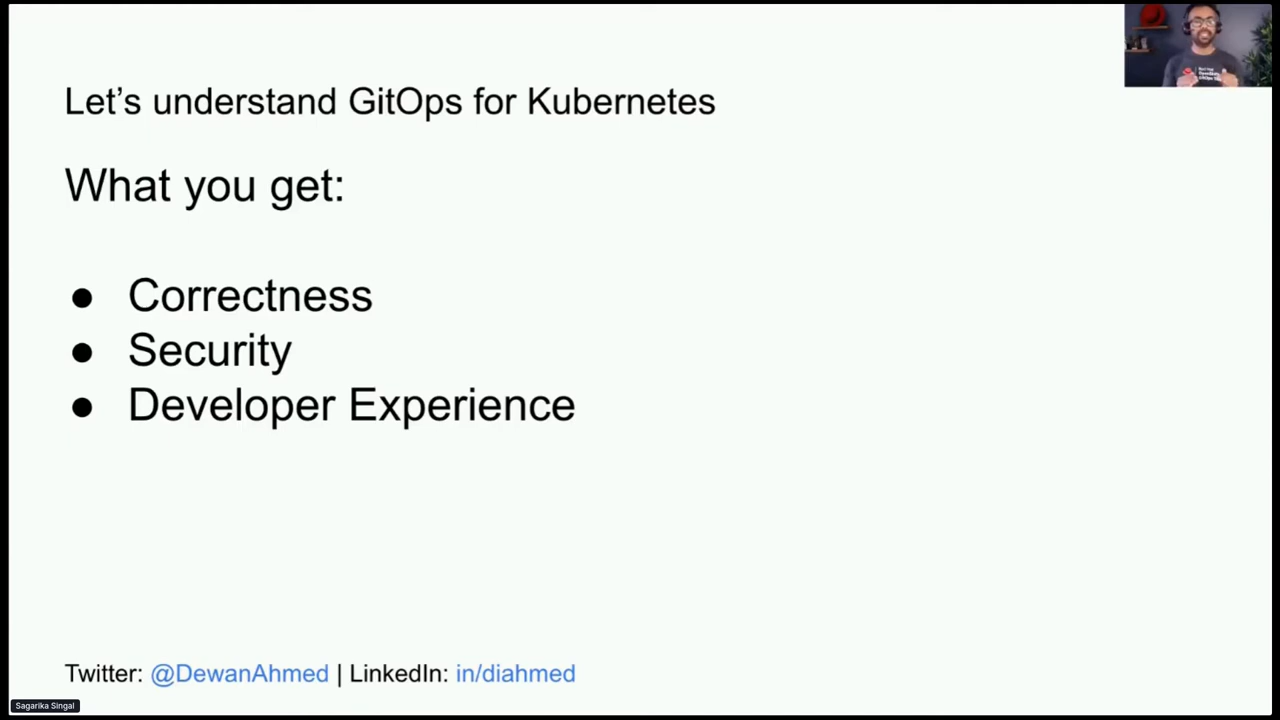 Let's understand GitOps for Kubernetes
What you get:
● Correctness
● Security
● Developer Experience
Twitter: @DewanAhmed | LinkedIn: in/diahmed
Sagarika Singal